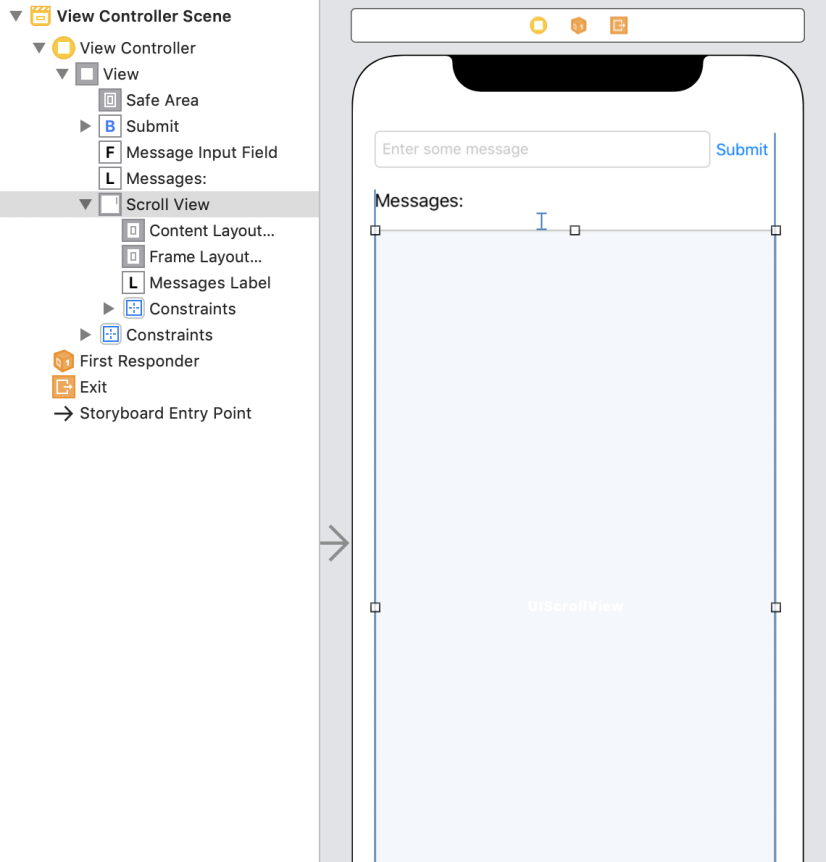 View Controller Scene
View Controller
View
Safe Area
B Submit
F Message Input Field
L Messages:
Scroll View
Content Layout...
Frame Layout...
L Messages Label
Constraints
Constraints
First Responder
Exit
Storyboard Entry Point
Enter some message
Submit
Messages:
UIScrollView